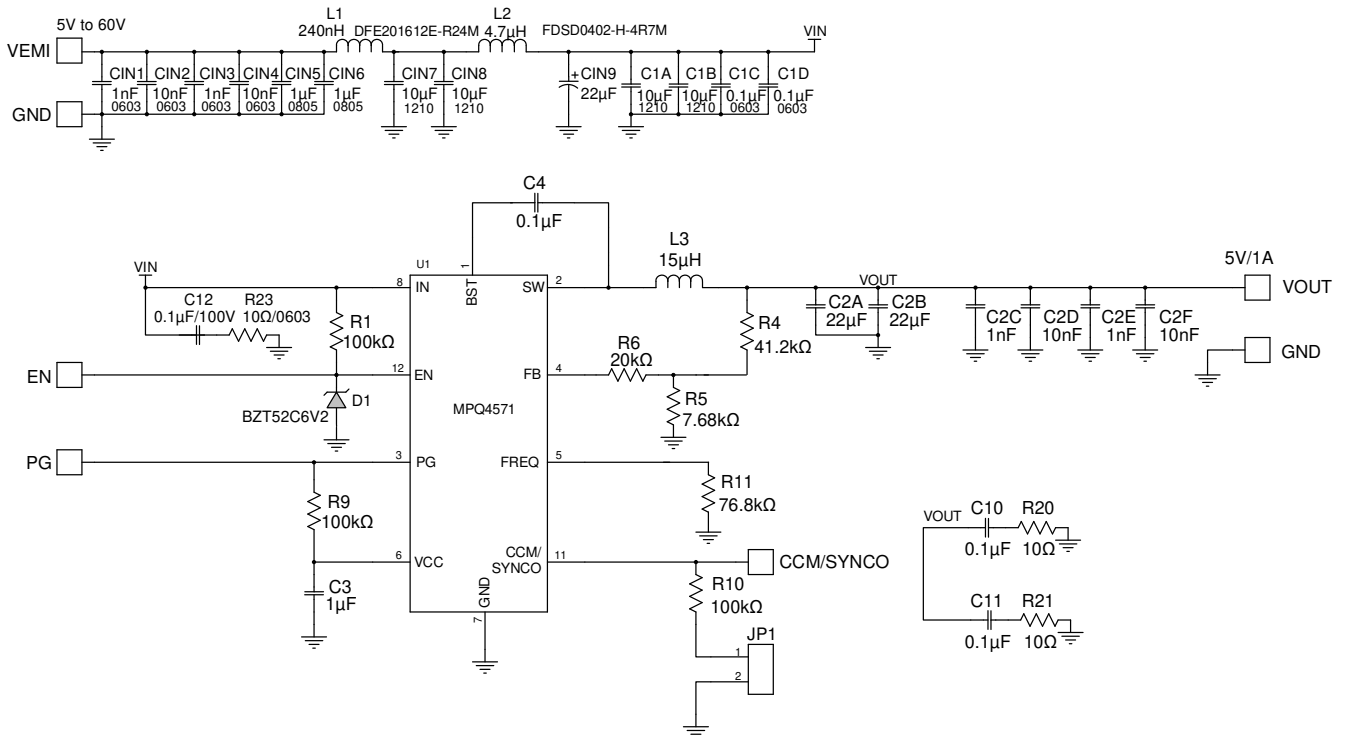 5V to 60V
VEMI
GND
L1
240nH
DFE201612E-R24M
L2
4.7µH
FDSD0402-H-4R7M
VIN
CIN1
1nF
0603
CIN2
10nF
0603
CIN3
1nF
0603
CIN4
10nF
0603
CIN5
1µF
0805
CIN6
1µF
0805
CIN7
10µF
1210
CIN8
10µF
1210
+
CIN9
22µF
C1A
10µF
1210
C1B
10µF
1210
C1C
0.1µF
0603
C1D
0.1µF
0603
C4
0.1µF
L3
15µH
VIN
C12
0.1µF/100V
R23
10Ω/0603
R1
100kΩ
EN
D1
BZT52C6V2
PG
R9
100kΩ
C3
1µF
U1
MPQ4571
8
IN
12
EN
3
PG
6
VCC
1
BST
7
GND
SW
2
FB
4
FREQ
5
CCM/
SYNCO
11
R6
20kΩ
R4
41.2kΩ
R5
7.68kΩ
R11
76.8kΩ
R10
100kΩ
CCM/SYNCO
JP1
1
2
VOUT
C2A
22µF
C2B
22µF
C2C
1nF
C2D
10nF
C2E
1nF
C2F
10nF
5V/1A
VOUT
GND
VOUT
C10
0.1µF
R20
10Ω
C11
0.1µF
R21
10Ω